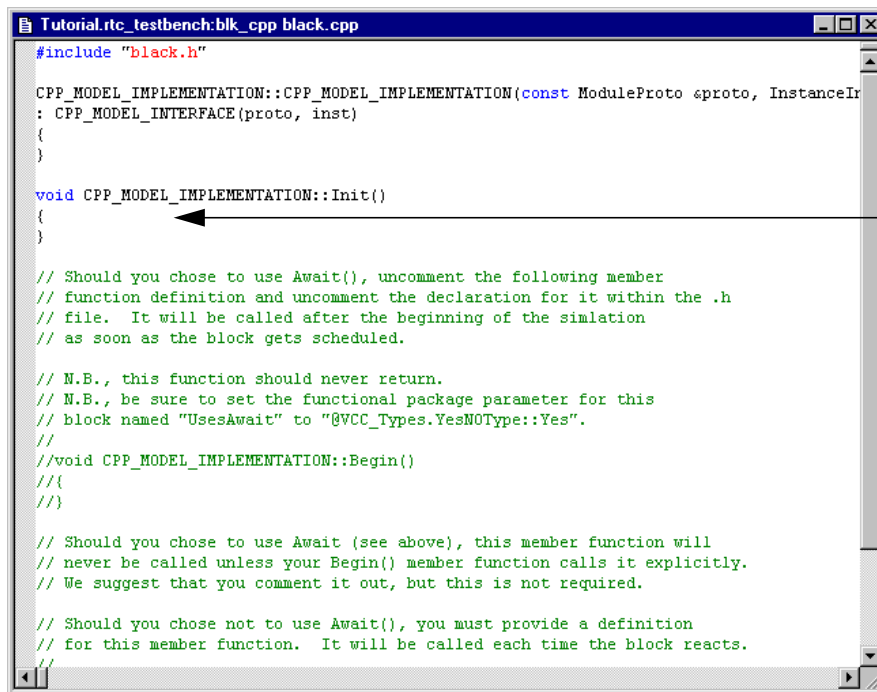 Tutorial.rtc_testbench:blk_cpp black.cpp
#include "black.h"
CPP_MODEL_IMPLEMENTATION::CPP_MODEL_IMPLEMENTATION(const ModuleProto &proto, InstanceIn
: CPP_MODEL_INTERFACE(proto, inst)
{
}
void CPP_MODEL_IMPLEMENTATION::Init()
{
}
// Should you chose to use Await(), uncomment the following member
// function definition and uncomment the declaration for it within the .h
// file.  It will be called after the beginning of the simlation
// as soon as the block gets scheduled.
// N.B., this function should never return.
// N.B., be sure to set the functional package parameter for this
// block named "UsesAwait" to "@VCC_Types.YesNOType::Yes".
//
//void CPP_MODEL_IMPLEMENTATION::Begin()
//{
//}
// Should you chose to use Await (see above), this member function will
// never be called unless your Begin() member function calls it explicitly.
// We suggest that you comment it out, but this is not required.
// Should you chose not to use Await(), you must provide a definition
// for this member function.  It will be called each time the block reacts.
//